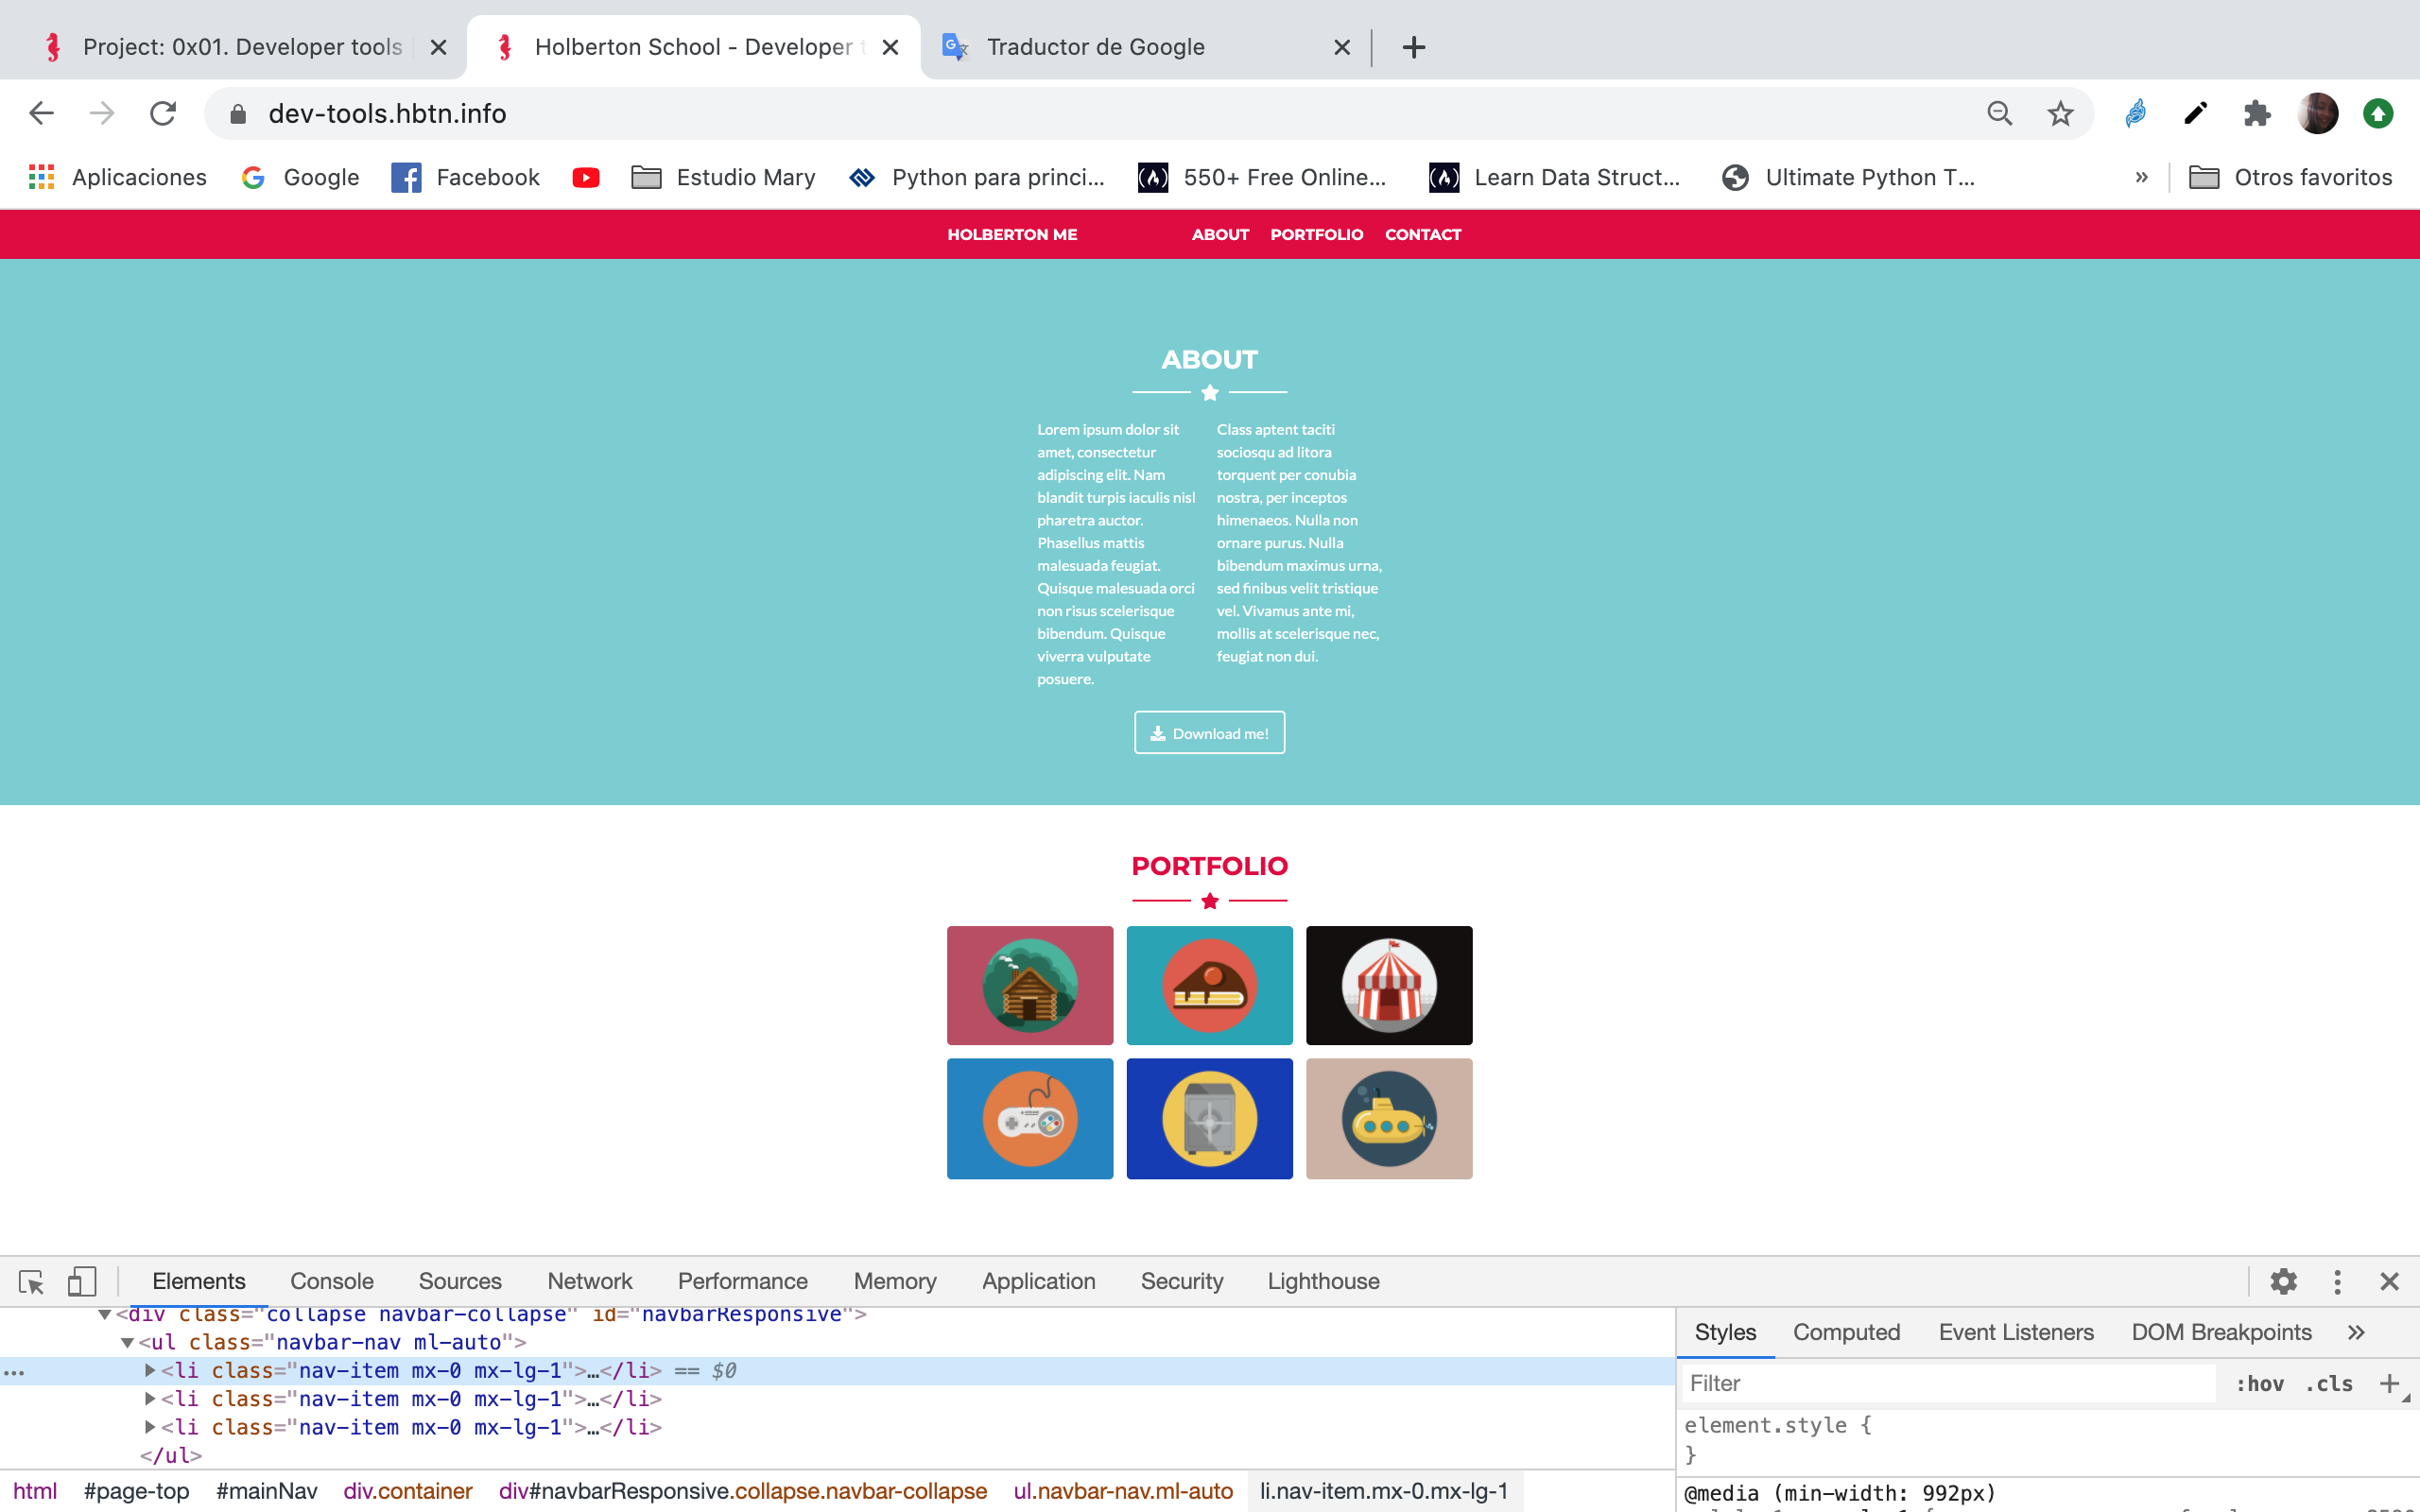 Project: 0x01. Developer tools
Holberton School - Developer t
Traductor de Google
dev-tools.hbtn.info
Aplicaciones
Google
Facebook
Estudio Mary
Python para princi...
550+ Free Online...
Learn Data Struct...
Ultimate Python T...
»
Otros favoritos
HOLBERTON ME
ABOUT
PORTFOLIO
CONTACT
ABOUT
Lorem ipsum dolor sit
amet, consectetur
adipiscing elit. Nam
blandit turpis iaculis nisl
pharetra auctor.
Phasellus mattis
malesuada feugiat.
Quisque malesuada orci
non risus scelerisque
bibendum. Quisque
viverra vulputate
posuere.
Class aptent taciti
sociosqu ad litora
torquent per conubia
nostra, per inceptos
himenaeos. Nulla non
ornare purus. Nulla
bibendum maximus urna,
sed finibus velit tristique
vel. Vivamus ante mi,
mollis at scelerisque nec,
feugiat non dui.
Download me!
PORTFOLIO
Elements
Console
Sources
Network
Performance
Memory
Application
Security
Lighthouse
<div class="collapse navbar-collapse" id="navbarResponsive">
<ul class="navbar-nav ml-auto">
<li class="nav-item mx-0 mx-lg-1">…</li> == $0
<li class="nav-item mx-0 mx-lg-1">…</li>
<li class="nav-item mx-0 mx-lg-1">…</li>
</ul>
html
#page-top
#mainNav
div.container
div#navbarResponsive.collapse.navbar-collapse
ul.navbar-nav.ml-auto
li.nav-item.mx-0.mx-lg-1
Styles
Computed
Event Listeners
DOM Breakpoints
»
Filter
:hov
.cls
element.style {
}
@media (min-width: 992px)